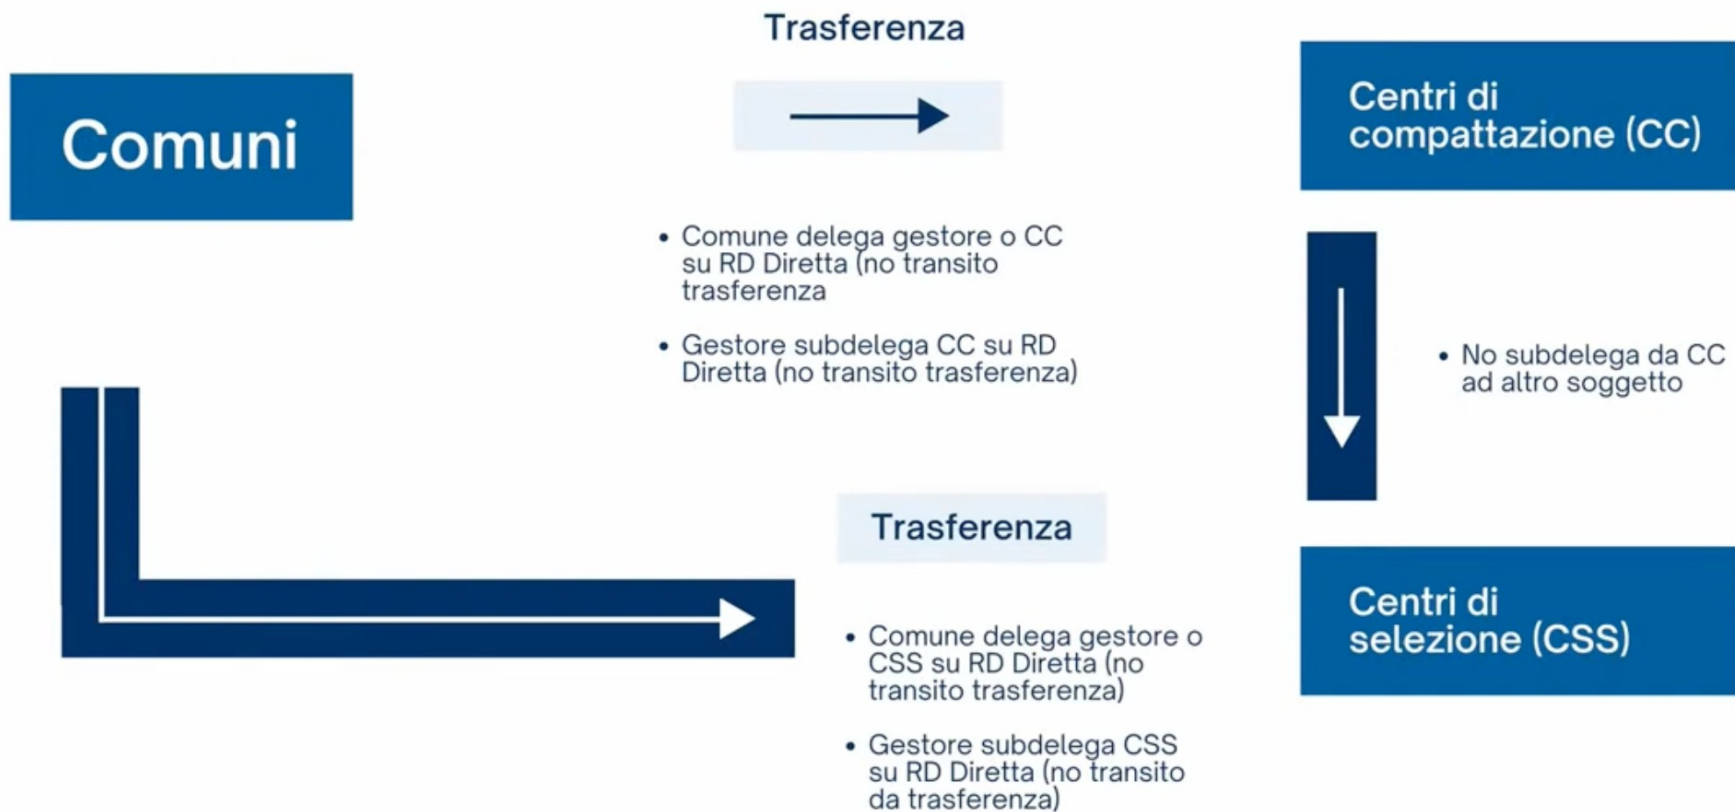 Trasferenza
Comuni
Centri di
compattazione (CC)
• Comune delega gestore o CC
su RD Diretta (no transito
trasferenza
• Gestore subdelega CC su RD
Diretta (no transito trasferenza)
• No subdelega da CC
ad altro soggetto
Trasferenza
Centri di
selezione (CSS)
• Comune delega gestore o
CSS su RD Diretta (no
transito trasferenza)
• Gestore subdelega CSS
su RD Diretta (no transito
da trasferenza)